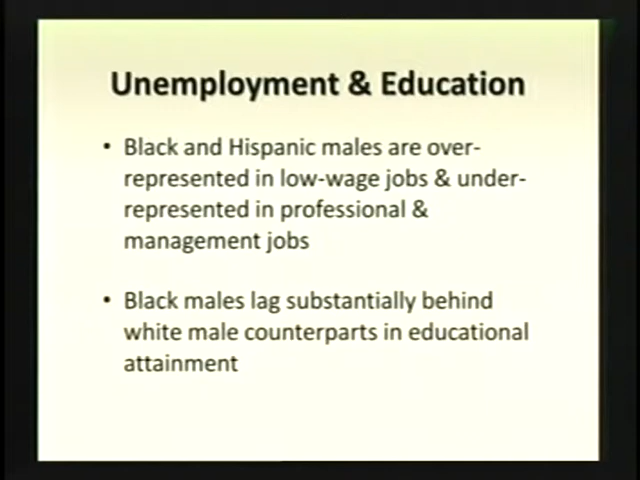 Unemployment & Education
• Black and Hispanic males are over-
represented in low-wage jobs & under-
represented in professional &
management jobs
• Black males lag substantially behind
white male counterparts in educational
attainment